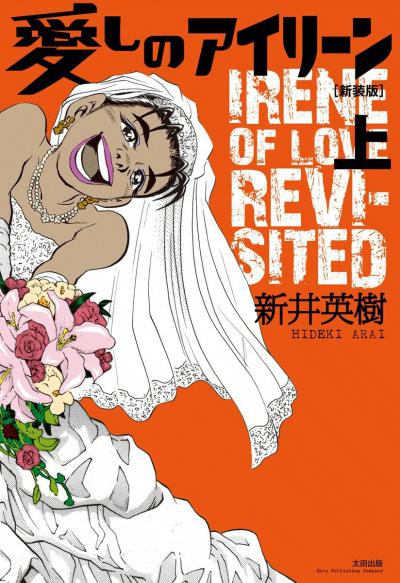 愛しのアイリーン
[新装版]
IRENE
OF LOVE
REVI-
SITED
上
新井英樹
HIDEKI ARAI
太田出版
Ohta Publishing Company